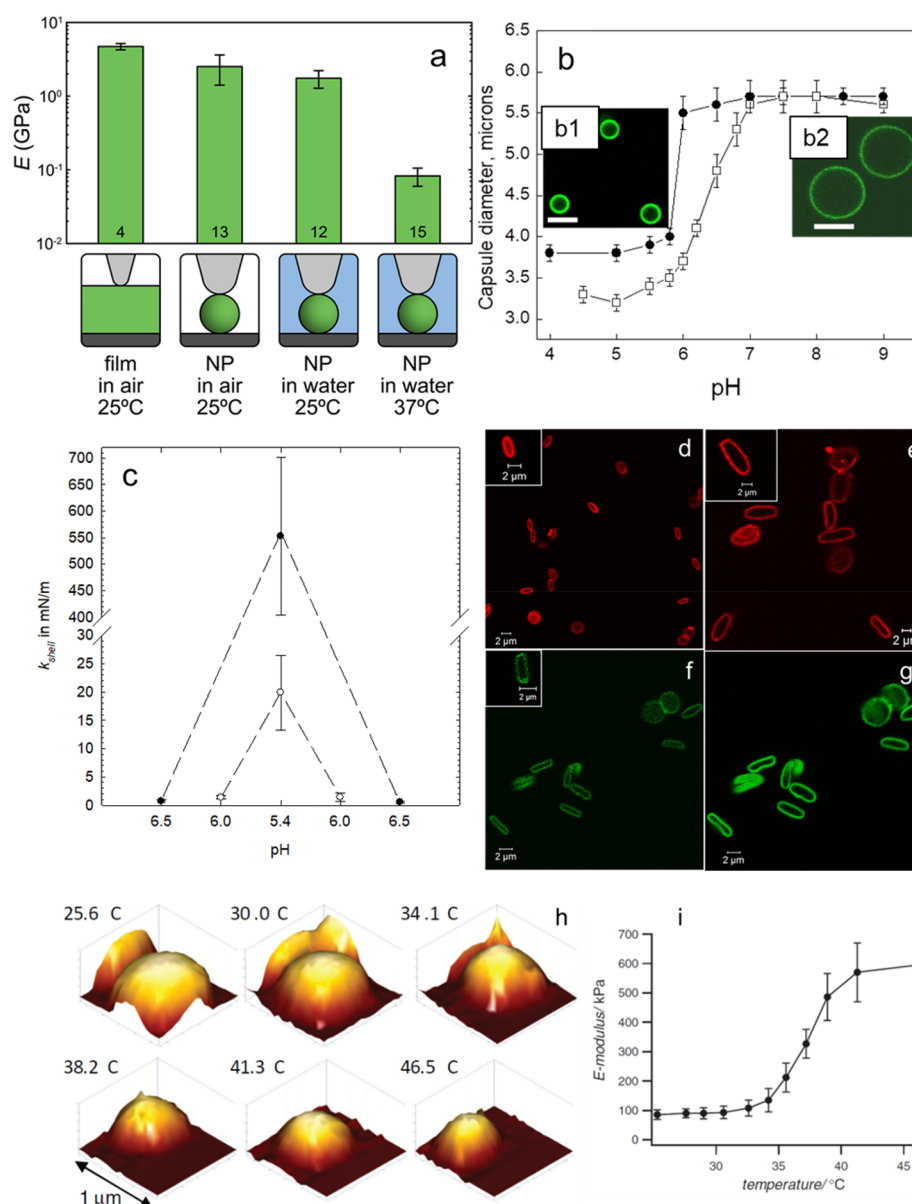 a
E (GPa)
10¹
10⁰
10⁻¹
10⁻²
4
13
12
15
film
in air
25ºC
NP
in air
25ºC
NP
in water
25ºC
NP
in water
37ºC
b
Capsule diameter, microns
6.5
6.0
5.5
5.0
4.5
4.0
3.5
3.0
b1
b2
4 5 6 7 8 9
pH
c
k_shell in mN/m
700
650
600
550
500
450
400
30
25
20
15
10
5
0
6.5 6.0 5.4 6.0 6.5
pH
d
2 µm
2 µm
e
2 µm
2 µm
f
2 µm
2 µm
g
2 µm
h
25.6 C
30.0 C
34.1 C
38.2 C
41.3 C
46.5 C
1 µm
i
E-modulus/ kPa
700
600
500
400
300
200
100
0
30 35 40 45
temperature/°C